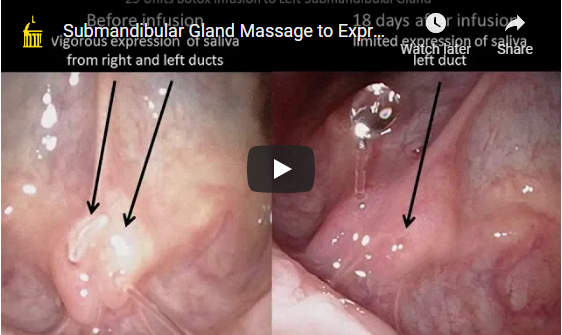 25 Units Botox Infusion to Left Submandibular Gland
Before infusion
18 days after infusion
Submandibular Gland Massage to Expr...
Vigorous expression of saliva
from right and left ducts
limited expression of saliva
left duct
Watch later
Share